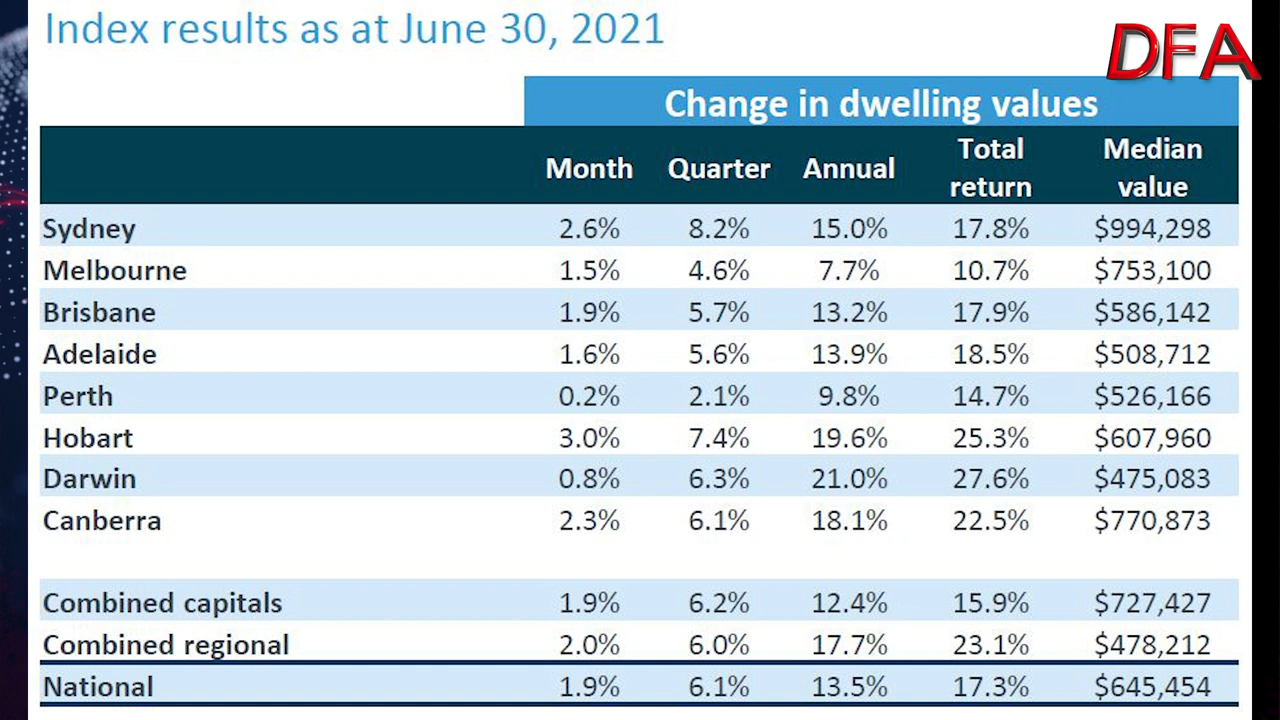 Index results as at June 30, 2021
DFA
Change in dwelling values
Month Quarter Annual Total return Median value
Sydney 2.6% 8.2% 15.0% 17.8% $994,298
Melbourne 1.5% 4.6% 7.7% 10.7% $753,100
Brisbane 1.9% 5.7% 13.2% 17.9% $586,142
Adelaide 1.6% 5.6% 13.9% 18.5% $508,712
Perth 0.2% 2.1% 9.8% 14.7% $526,166
Hobart 3.0% 7.4% 19.6% 25.3% $607,960
Darwin 0.8% 6.3% 21.0% 27.6% $475,083
Canberra 2.3% 6.1% 18.1% 22.5% $770,873
Combined capitals 1.9% 6.2% 12.4% 15.9% $727,427
Combined regional 2.0% 6.0% 17.7% 23.1% $478,212
National 1.9% 6.1% 13.5% 17.3% $645,454